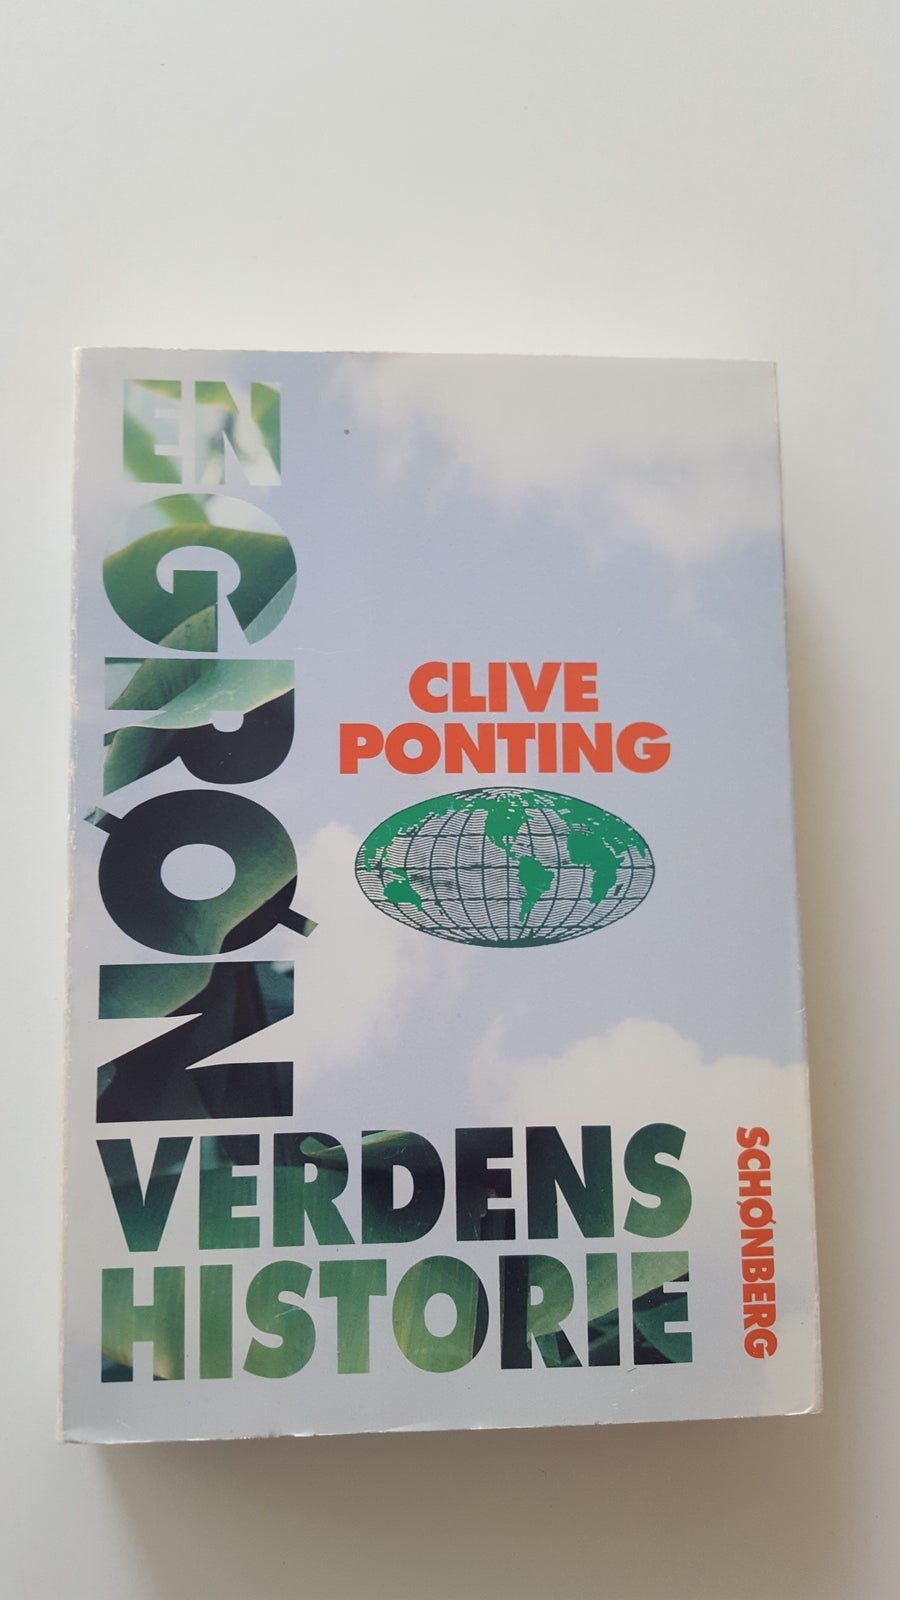 EN GRØN
VERDENS
HISTORIE
CLIVE
PONTING
SCHØNBERG